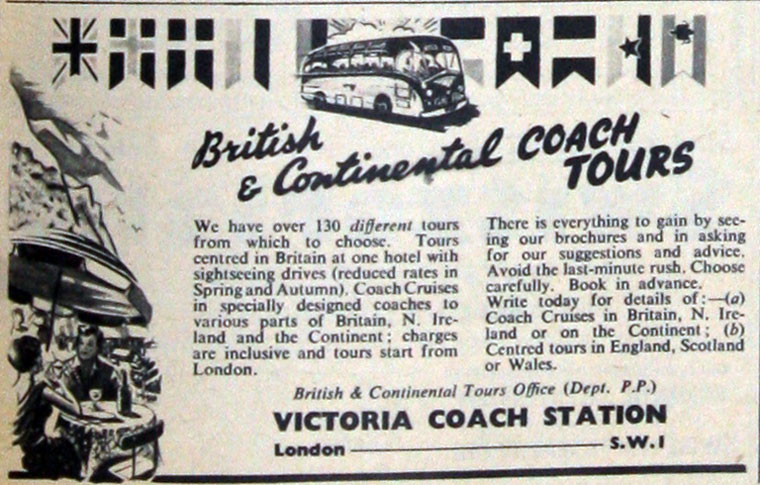 British
& Continental COACH
TOURS
We have over 130 different tours
from which to choose. Tours
centred in Britain at one hotel with
sightseeing drives (reduced rates in
Spring and Autumn). Coach Cruises
in specially designed coaches to
various parts of Britain, N. Ire-
land and the Continent; charges
are inclusive and tours start from
London.
There is everything to gain by see-
ing our brochures and in asking
for our suggestions and advice.
Avoid the last-minute rush. Choose
carefully. Book in advance.
Write today for details of:—(a)
Coach Cruises in Britain, N. Ire-
land or on the Continent; (b)
Centred tours in England, Scotland
or Wales.
British & Continental Tours Office (Dept. P.P.)
VICTORIA COACH STATION
London — S.W.1